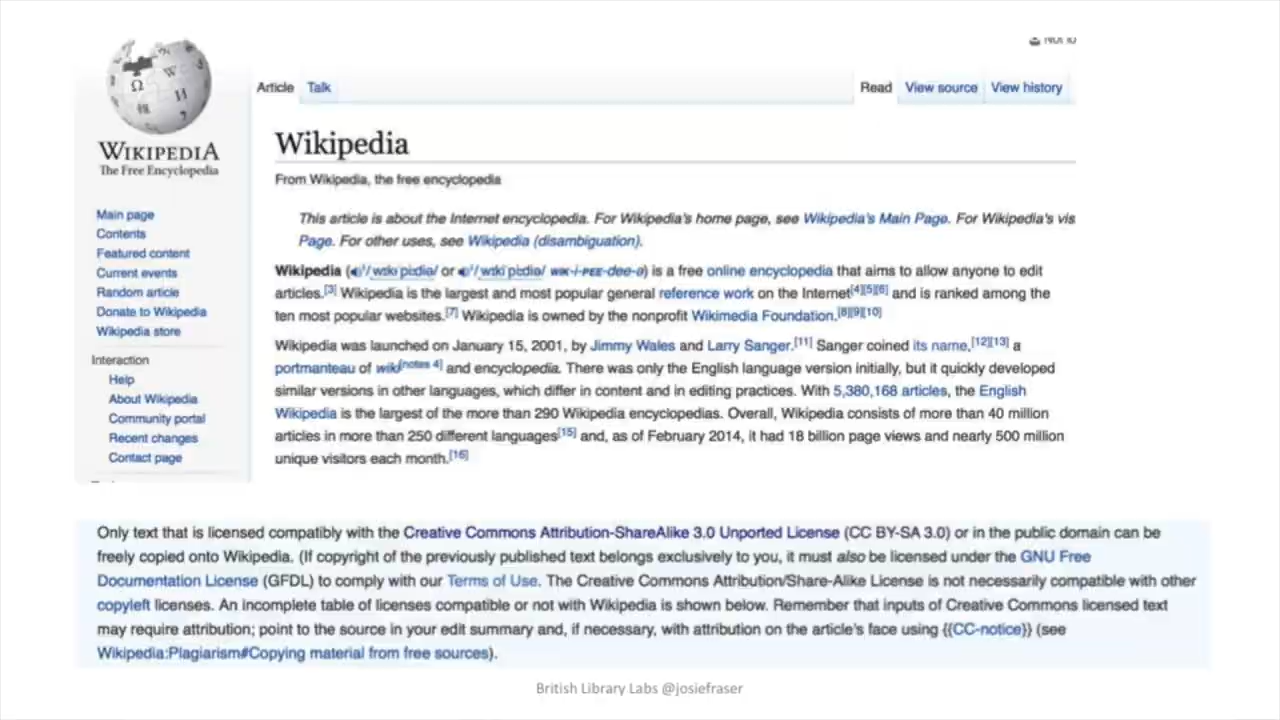 WIKIPEDIA
The Free Encyclopedia
Main page
Contents
Featured content
Current events
Random article
Donate to Wikipedia
Wikipedia store
Interaction
Help
About Wikipedia
Community portal
Recent changes
Contact page
Article Talk
Read View source View history
Wikipedia
From Wikipedia, the free encyclopedia
This article is about the Internet encyclopedia. For Wikipedia's home page, see Wikipedia's Main Page. For Wikipedia's vis
Page. For other uses, see Wikipedia (disambiguation).
Wikipedia ( or WIK-i-PEE-dee-ə) is a free online encyclopedia that aims to allow anyone to edit
articles.[3] Wikipedia is the largest and most popular general reference work on the Internet[4][5][6] and is ranked among the
ten most popular websites.[7] Wikipedia is owned by the nonprofit Wikimedia Foundation.[8][9][10]
Wikipedia was launched on January 15, 2001, by Jimmy Wales and Larry Sanger.[11] Sanger coined its name,[12][13] a
portmanteau of wiki[notes 4] and encyclopedia. There was only the English language version initially, but it quickly developed
similar versions in other languages, which differ in content and in editing practices. With 5,380,168 articles, the English
Wikipedia is the largest of the more than 290 Wikipedia encyclopedias. Overall, Wikipedia consists of more than 40 million
articles in more than 250 different languages[15] and, as of February 2014, it had 18 billion page views and nearly 500 million
unique visitors each month.[16]
Only text that is licensed compatibly with the Creative Commons Attribution-ShareAlike 3.0 Unported License (CC BY-SA 3.0) or in the public domain can be
freely copied onto Wikipedia. (If copyright of the previously published text belongs exclusively to you, it must also be licensed under the GNU Free
Documentation License (GFDL) to comply with our Terms of Use. The Creative Commons Attribution/Share-Alike License is not necessarily compatible with other
copyleft licenses. An incomplete table of licenses compatible or not with Wikipedia is shown below. Remember that inputs of Creative Commons licensed text
may require attribution; point to the source in your edit summary and, if necessary, with attribution on the article's face using {{CC-notice}} (see
Wikipedia:Plagiarism#Copying material from free sources).
British Library Labs @josiefraser